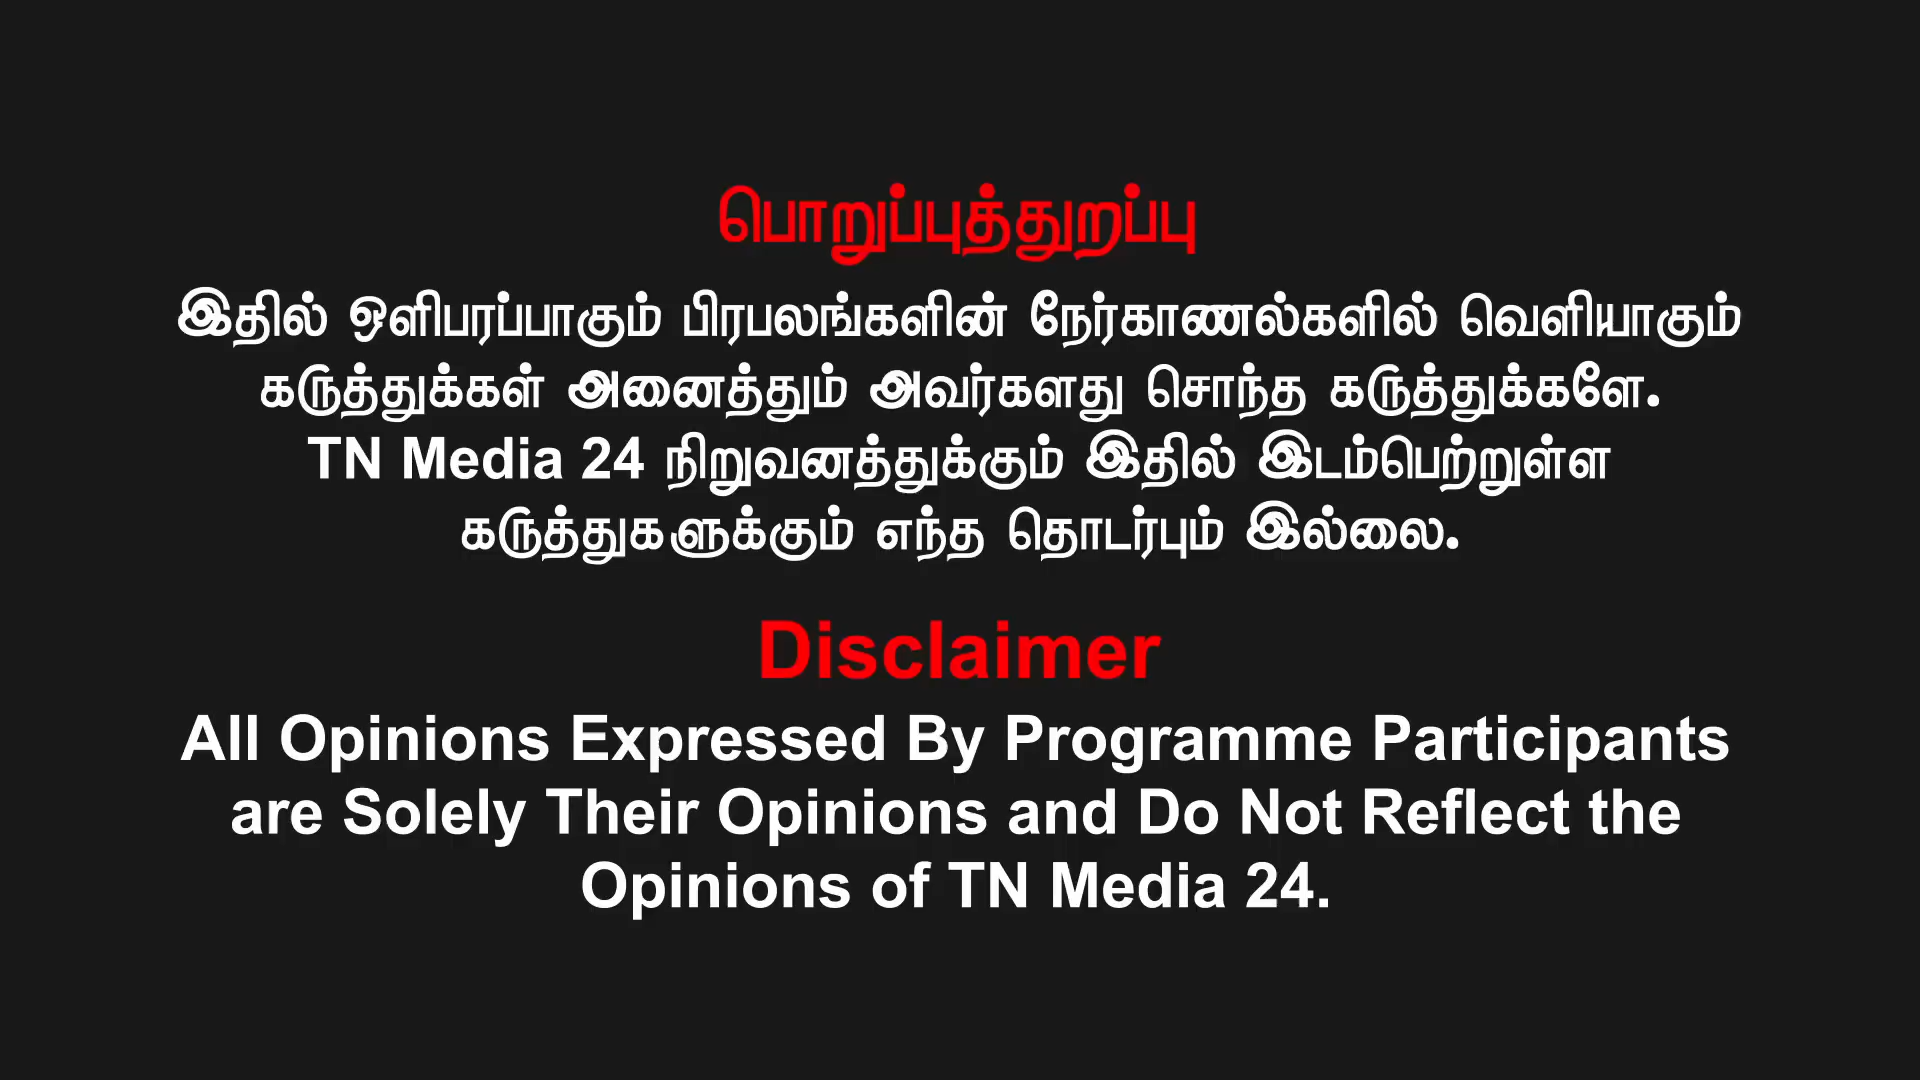 பொறுப்புத்துறப்பு
இதில் ஒளிபரப்பாகும் பிரபலங்களின் நேர்காணல்களில் வெளியாகும்
கருத்துக்கள் அனைத்தும் அவர்களது சொந்த கருத்துக்களே.
TN Media 24 நிறுவனத்துக்கும் இதில் இடம்பெற்றுள்ள
கருத்துகளுக்கும் எந்த தொடர்பும் இல்லை.
Disclaimer
All Opinions Expressed By Programme Participants
are Solely Their Opinions and Do Not Reflect the
Opinions of TN Media 24.